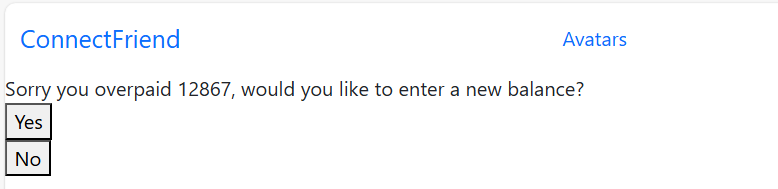 ConnectFriend Avatars
Sorry you overpaid 12867, would you like to enter a new balance?
Yes
No